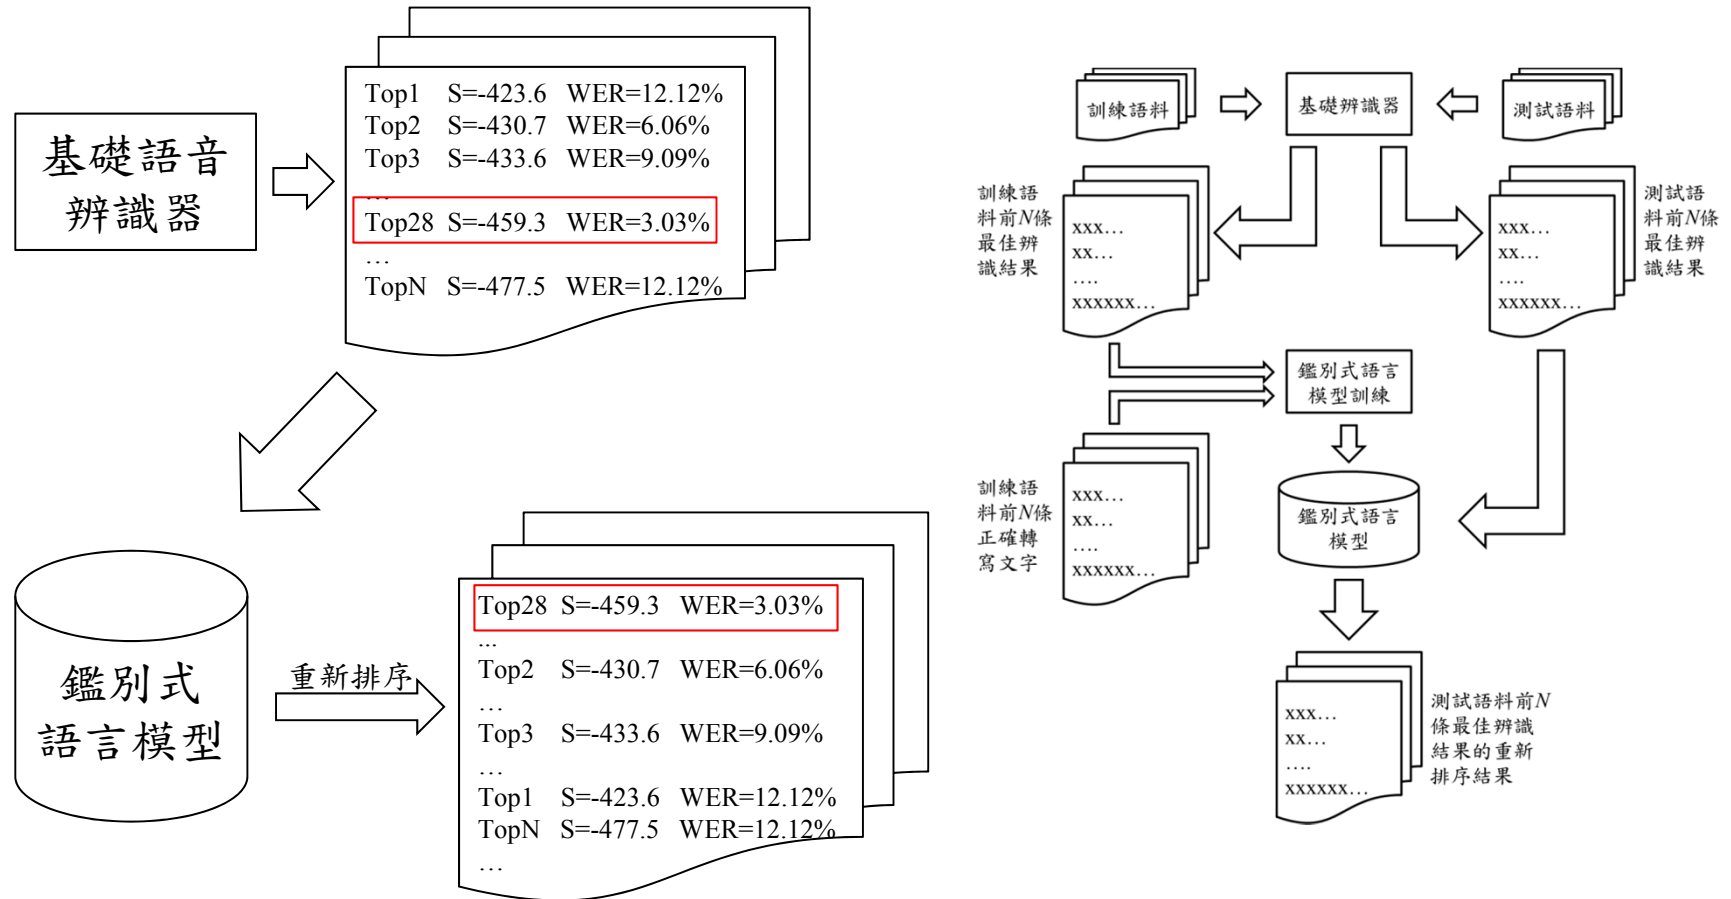 基礎語音
辨識器
Top1 S=-423.6 WER=12.12%
Top2 S=-430.7 WER=6.06%
Top3 S=-433.6 WER=9.09%
…
Top28 S=-459.3 WER=3.03%
…
TopN S=-477.5 WER=12.12%
鑑別式
語言模型
重新排序
Top28 S=-459.3 WER=3.03%
...
Top2 S=-430.7 WER=6.06%
…
Top3 S=-433.6 WER=9.09%
…
Top1 S=-423.6 WER=12.12%
TopN S=-477.5 WER=12.12%
…
訓練語料
基礎辨識器
測試語料
訓練語
料前N條
最佳辨
識結果
xxx…
xx…
….
xxxxxx…
xxx…
xx…
….
xxxxxx…
測試語
料前N條
最佳辨
識結果
鑑別式語言
模型訓練
訓練語
料前N條
正確轉
寫文字
xxx…
xx…
….
xxxxxx…
鑑別式語言
模型
xxx…
xx…
….
xxxxxx…
測試語料前N
條最佳辨識
結果的重新
排序結果